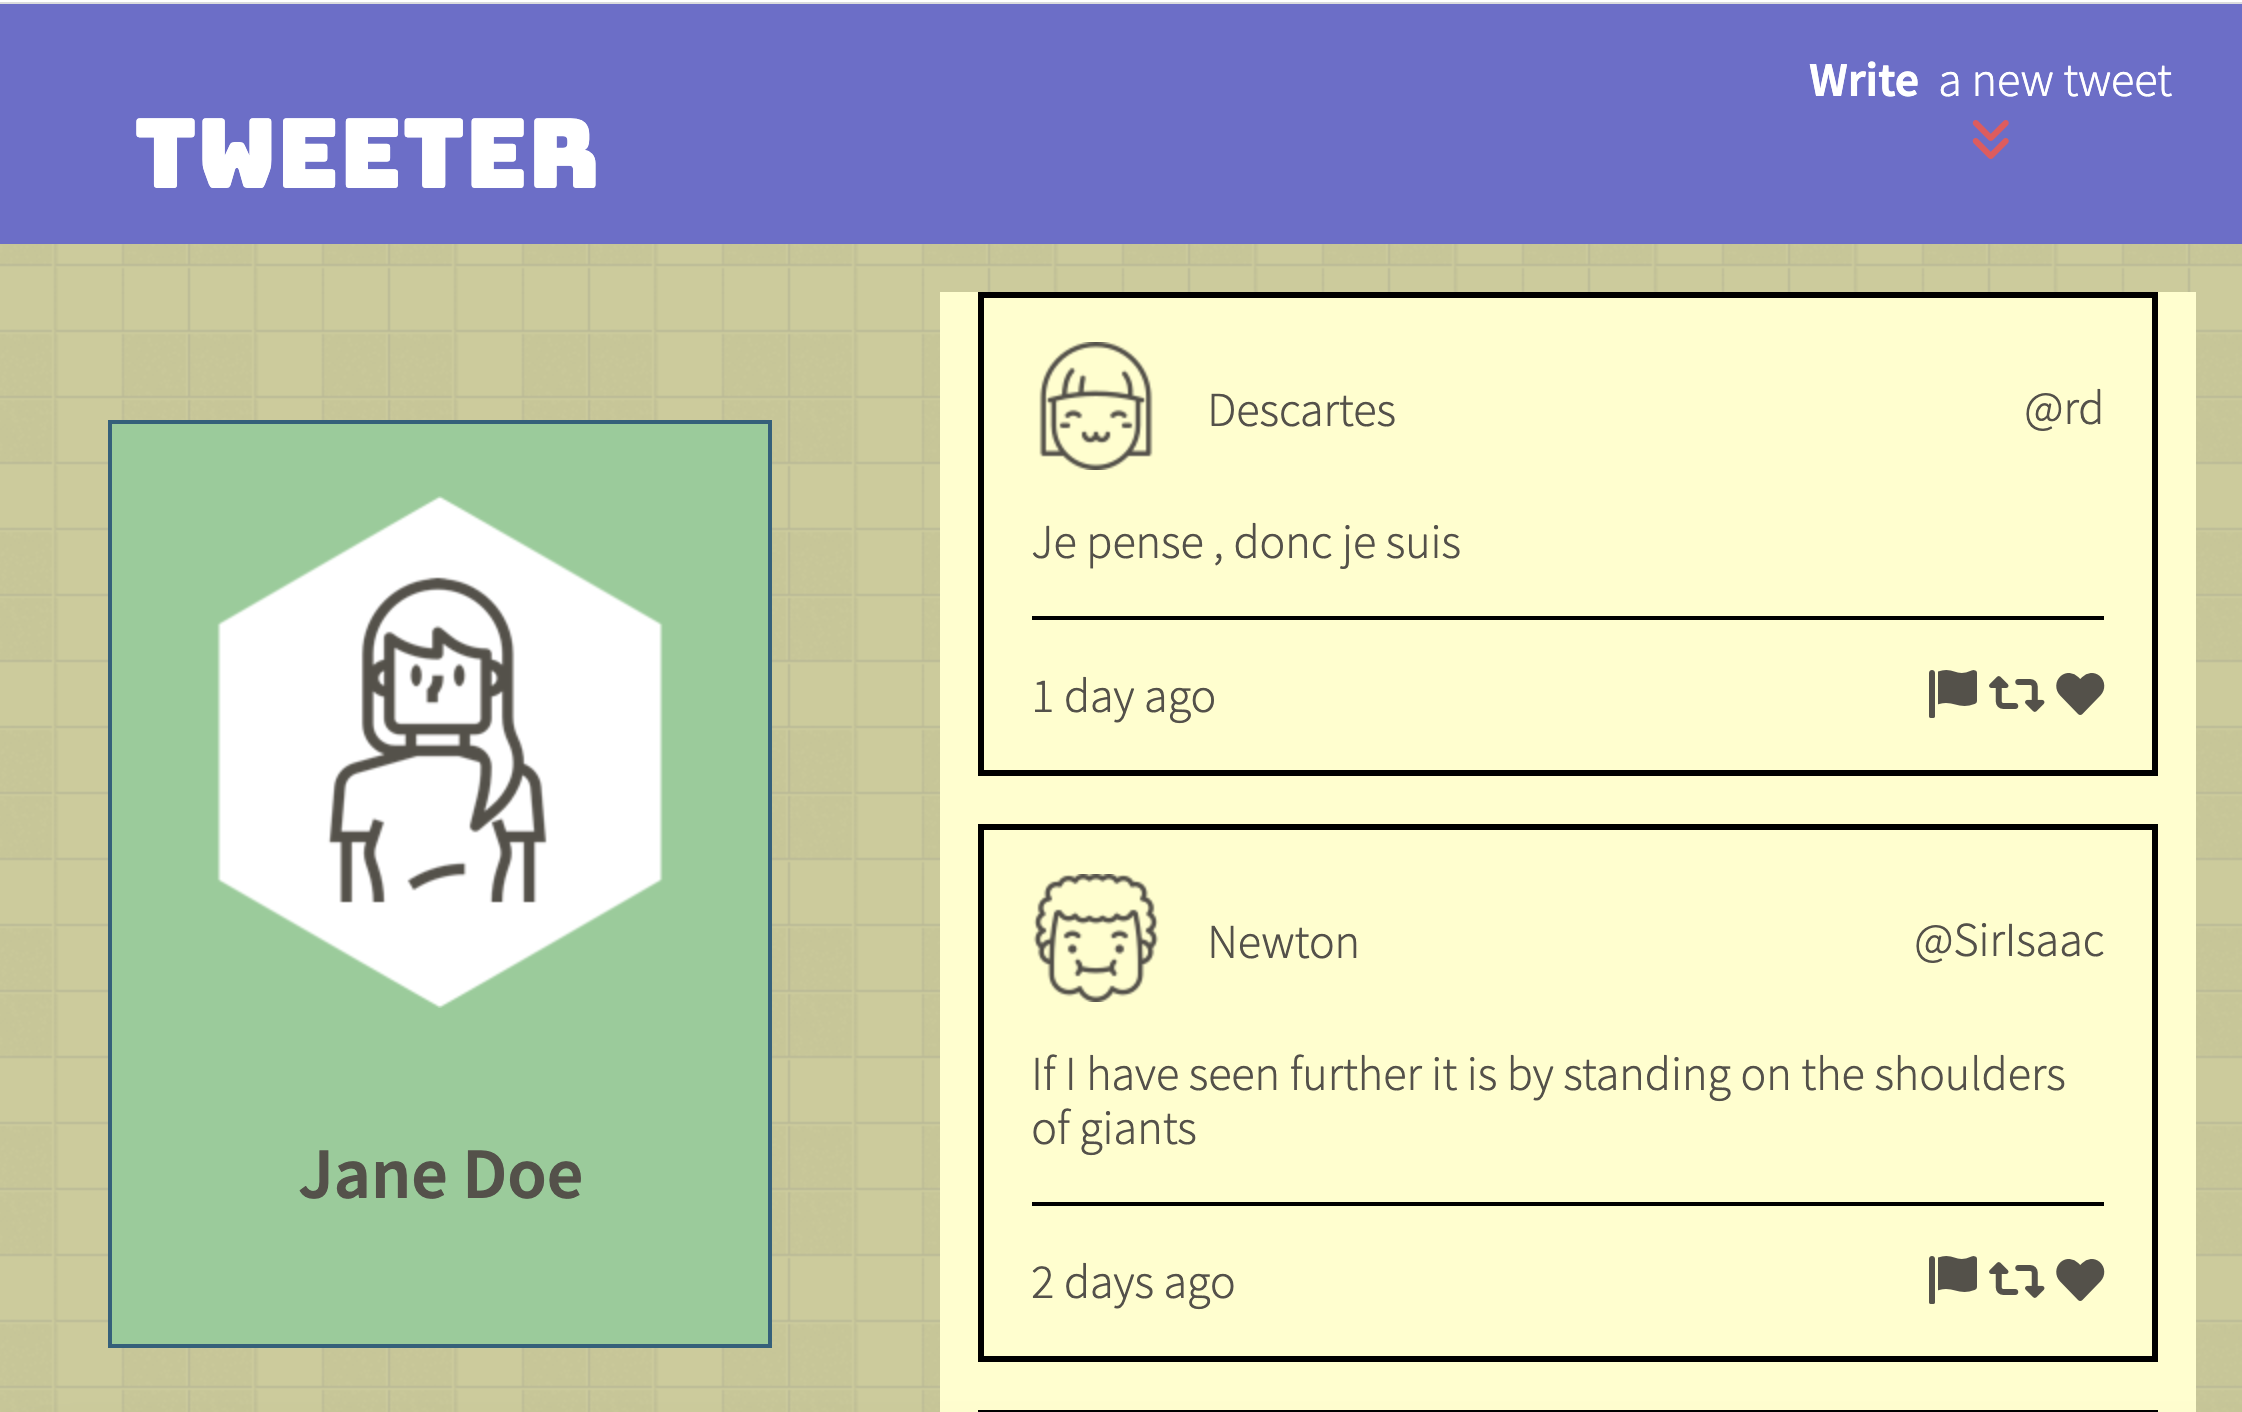 Write a new tweet
TWEETER
Descartes
@rd
Je pense , donc je suis
1 day ago
Newton
@SirIsaac
If I have seen further it is by standing on the shoulders
of giants
2 days ago
Jane Doe